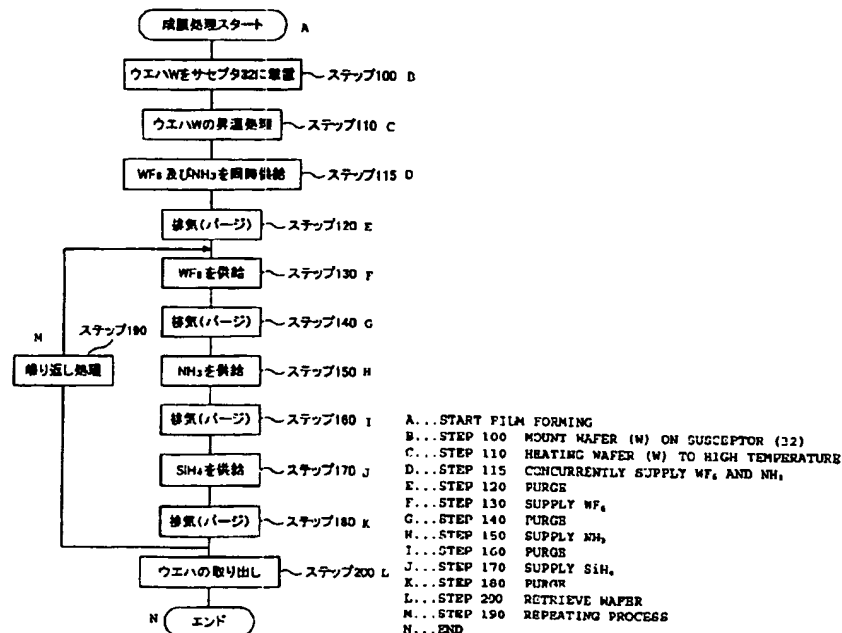 成膜処理スタート A
ウエハWをサセプタ32に載置 ステップ100 B
ウエハWの昇温処理 ステップ110 C
WF₆及びNH₃を同時供給 ステップ115 D
排気(パージ) ステップ120 E
WF₆を供給 ステップ130 F
排気(パージ) ステップ140 G
M ステップ190
繰り返し処理
NH₃を供給 ステップ150 H
排気(パージ) ステップ160 I
SiH₄を供給 ステップ170 J
排気(パージ) ステップ180 K
ウエハの取り出し ステップ200 L
N エンド
A...START FILM FORMING
B...STEP 100 MOUNT WAFER (W) ON SUSCEPTOR (32)
C...STEP 110 HEATING WAFER (W) TO HIGH TEMPERATURE
D...STEP 115 CONCURRENTLY SUPPLY WF₆ AND NH₃
E...STEP 120 PURGE
F...STEP 130 SUPPLY WF₆
G...STEP 140 PURGE
H...STEP 150 SUPPLY NH₃
I...STEP 160 PURGE
J...STEP 170 SUPPLY SiH₄
K...STEP 180 PURGE
L...STEP 200 RETRIEVE WAFER
M...STEP 190 REPEATING PROCESS
N...END